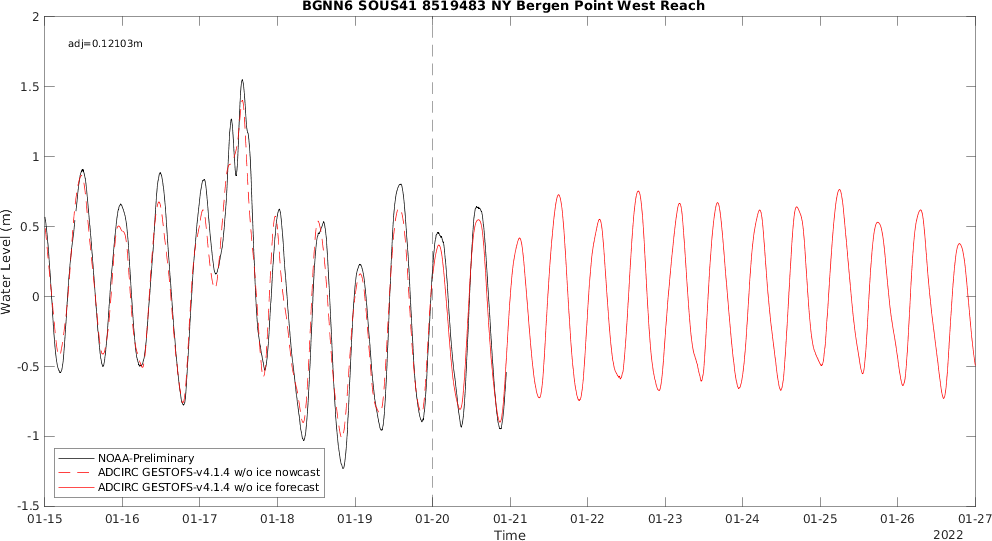 BGNN6 SOUS41 8519483 NY Bergen Point West Reach
adj=0.12103m
Water Level (m)
2
1.5
1
0.5
0
-0.5
-1
-1.5
NOAA-Preliminary
ADCIRC GESTOFS-v4.1.4 w/o ice nowcast
ADCIRC GESTOFS-v4.1.4 w/o ice forecast
01-15 01-16 01-17 01-18 01-19 01-20 01-21 01-22 01-23 01-24 01-25 01-26 01-27
Time
2022